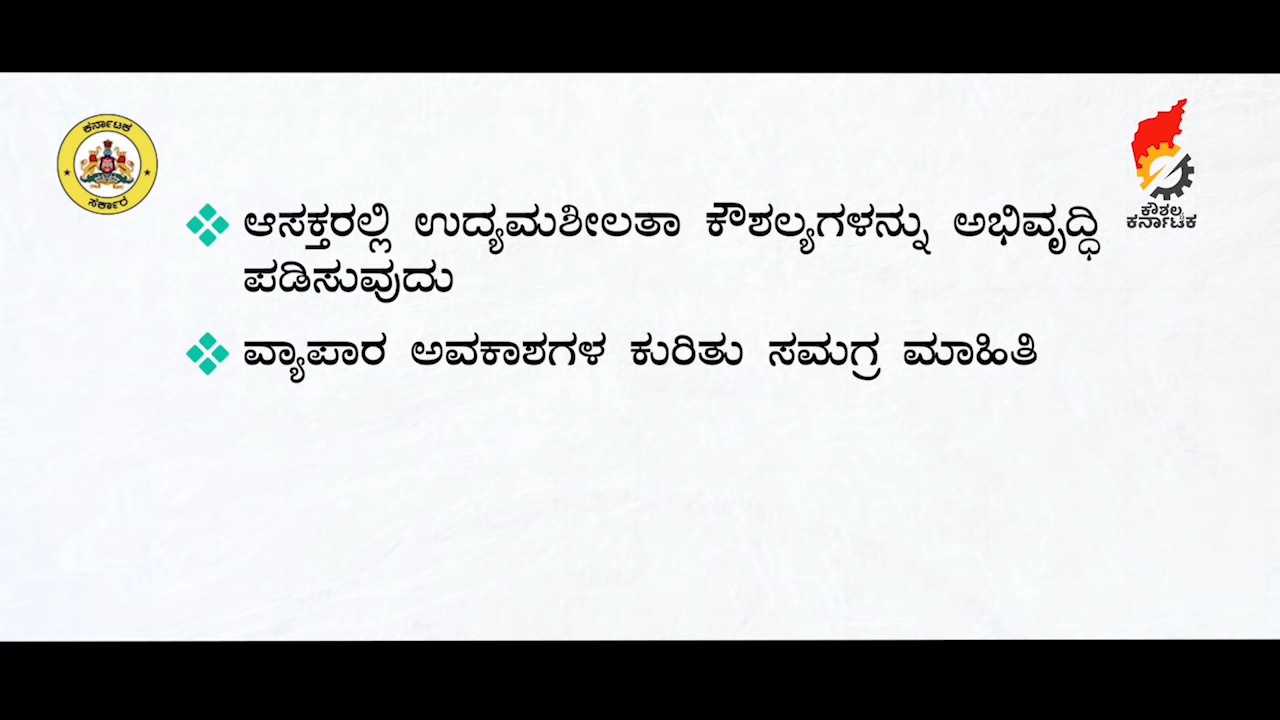 ಕರ್ನಾಟಕ
ಸರ್ಕಾರ
ಕೌಶಲ್ಯ
ಕರ್ನಾಟಕ
ಆಸಕ್ತರಲ್ಲಿ ಉದ್ಯಮಶೀಲತಾ ಕೌಶಲ್ಯಗಳನ್ನು ಅಭಿವೃದ್ಧಿ
ಪಡಿಸುವುದು
ವ್ಯಾಪಾರ ಅವಕಾಶಗಳ ಕುರಿತು ಸಮಗ್ರ ಮಾಹಿತಿ